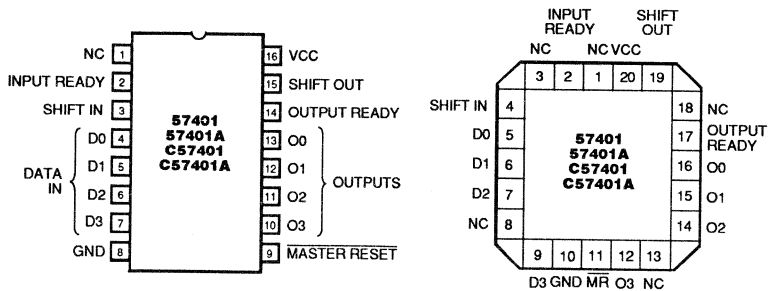 NC 1
INPUT READY 2
SHIFT IN 3
D0 4
D1 5
D2 6
D3 7
GND 8
DATA
IN
57401
57401A
C57401
C57401A
16 VCC
15 SHIFT OUT
14 OUTPUT READY
13 O0
12 O1
11 O2
10 O3
9 MASTER RESET
OUTPUTS
INPUT
READY
SHIFT
OUT
NC NC VCC
3 2 1 20 19
SHIFT IN 4
D0 5
D1 6
D2 7
NC 8
57401
57401A
C57401
C57401A
18 NC
17 OUTPUT
READY
16 O0
15 O1
14 O2
9 10 11 12 13
D3 GND MR O3 NC